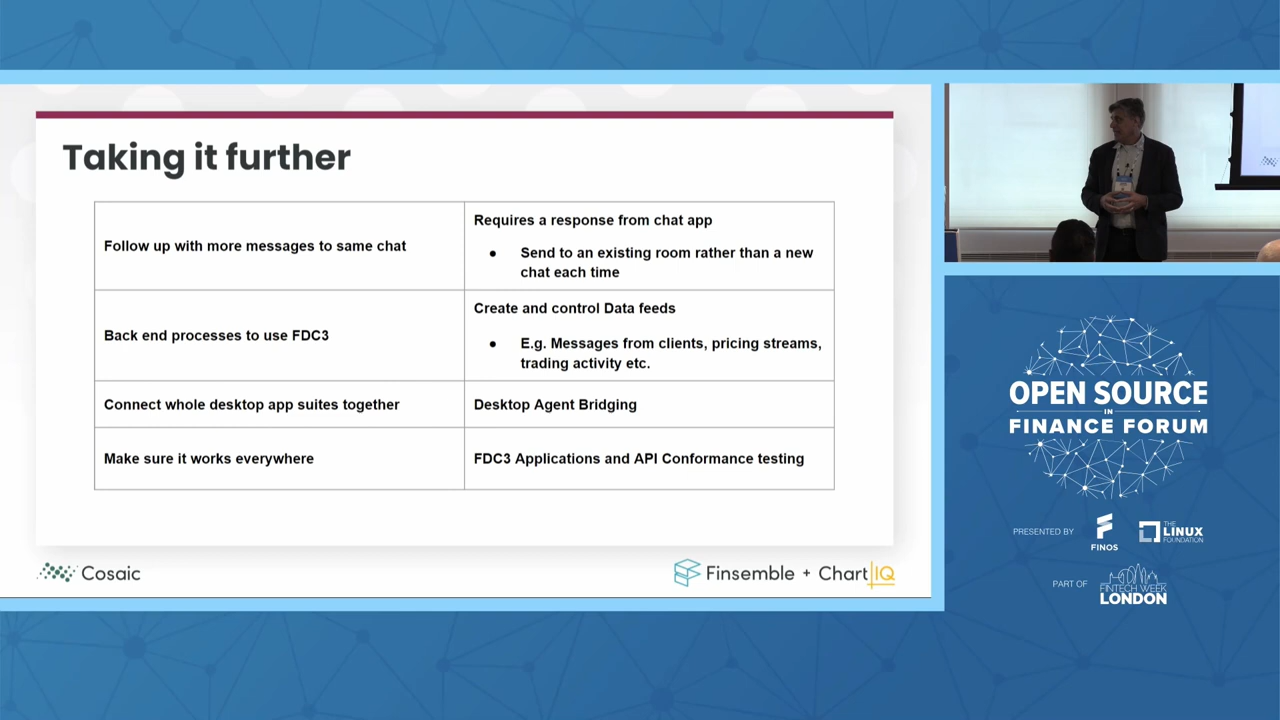 Taking it further
Follow up with more messages to same chat
Requires a response from chat app
● Send to an existing room rather than a new
chat each time
Back end processes to use FDC3
Create and control Data feeds
● E.g. Messages from clients, pricing streams,
trading activity etc.
Connect whole desktop app suites together
Desktop Agent Bridging
Make sure it works everywhere
FDC3 Applications and API Conformance testing
Cosaic
Finsemble + ChartIQ
OPEN SOURCE
IN
FINANCE FORUM
PRESENTED BY
FINOS
THE
LINUX
FOUNDATION
PART OF
FINTECH WEEK
LONDON